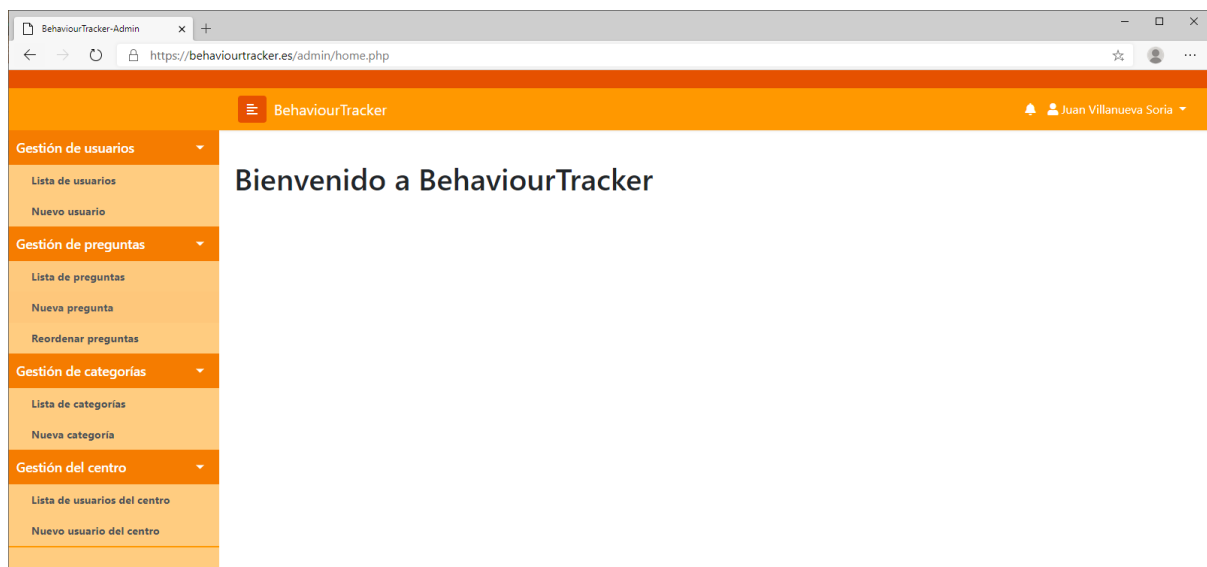 BehaviourTracker-Admin
https://behaviourtracker.es/admin/home.php
BehaviourTracker
Juan Villanueva Soria
Gestión de usuarios
Lista de usuarios
Nuevo usuario
Gestión de preguntas
Lista de preguntas
Nueva pregunta
Reordenar preguntas
Gestión de categorías
Lista de categorías
Nueva categoría
Gestión del centro
Lista de usuarios del centro
Nuevo usuario del centro
Bienvenido a BehaviourTracker